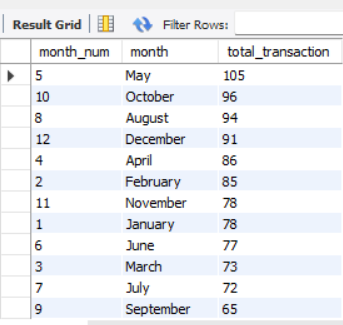 Result Grid Filter Rows:
month_num month total_transaction
5 May 105
10 October 96
8 August 94
12 December 91
4 April 86
2 February 85
11 November 78
1 January 78
6 June 77
3 March 73
7 July 72
9 September 65